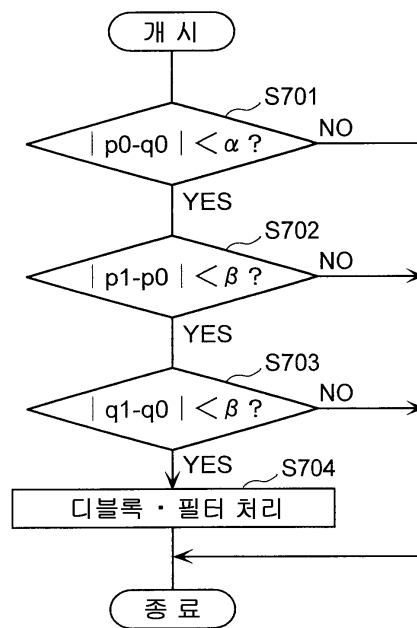 개 시
S701
| p0-q0 | < α ?
NO
YES
S702
| p1-p0 | < β ?
NO
YES
S703
| q1-q0 | < β ?
NO
YES
S704
디블록 · 필터 처리
종 료